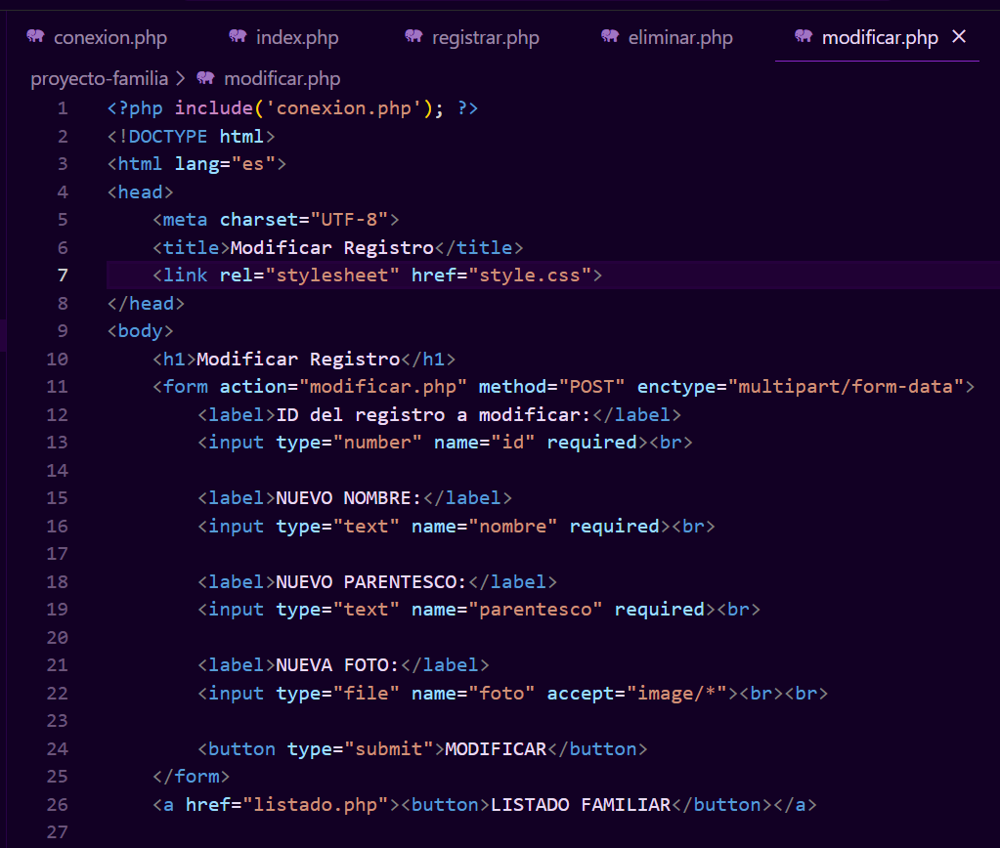 conexion.php index.php registrar.php eliminar.php modificar.php
proyecto-familia > modificar.php
1 <?php include('conexion.php'); ?>
2 <!DOCTYPE html>
3 <html lang="es">
4 <head>
5 <meta charset="UTF-8">
6 <title>Modificar Registro</title>
7 <link rel="stylesheet" href="style.css">
8 </head>
9 <body>
10 <h1>Modificar Registro</h1>
11 <form action="modificar.php" method="POST" enctype="multipart/form-data">
12 <label>ID del registro a modificar:</label>
13 <input type="number" name="id" required><br>
14
15 <label>NUEVO NOMBRE:</label>
16 <input type="text" name="nombre" required><br>
17
18 <label>NUEVO PARENTESCO:</label>
19 <input type="text" name="parentesco" required><br>
20
21 <label>NUEVA FOTO:</label>
22 <input type="file" name="foto" accept="image/*"><br><br>
23
24 <button type="submit">MODIFICAR</button>
25 </form>
26 <a href="listado.php"><button>LISTADO FAMILIAR</button></a>
27